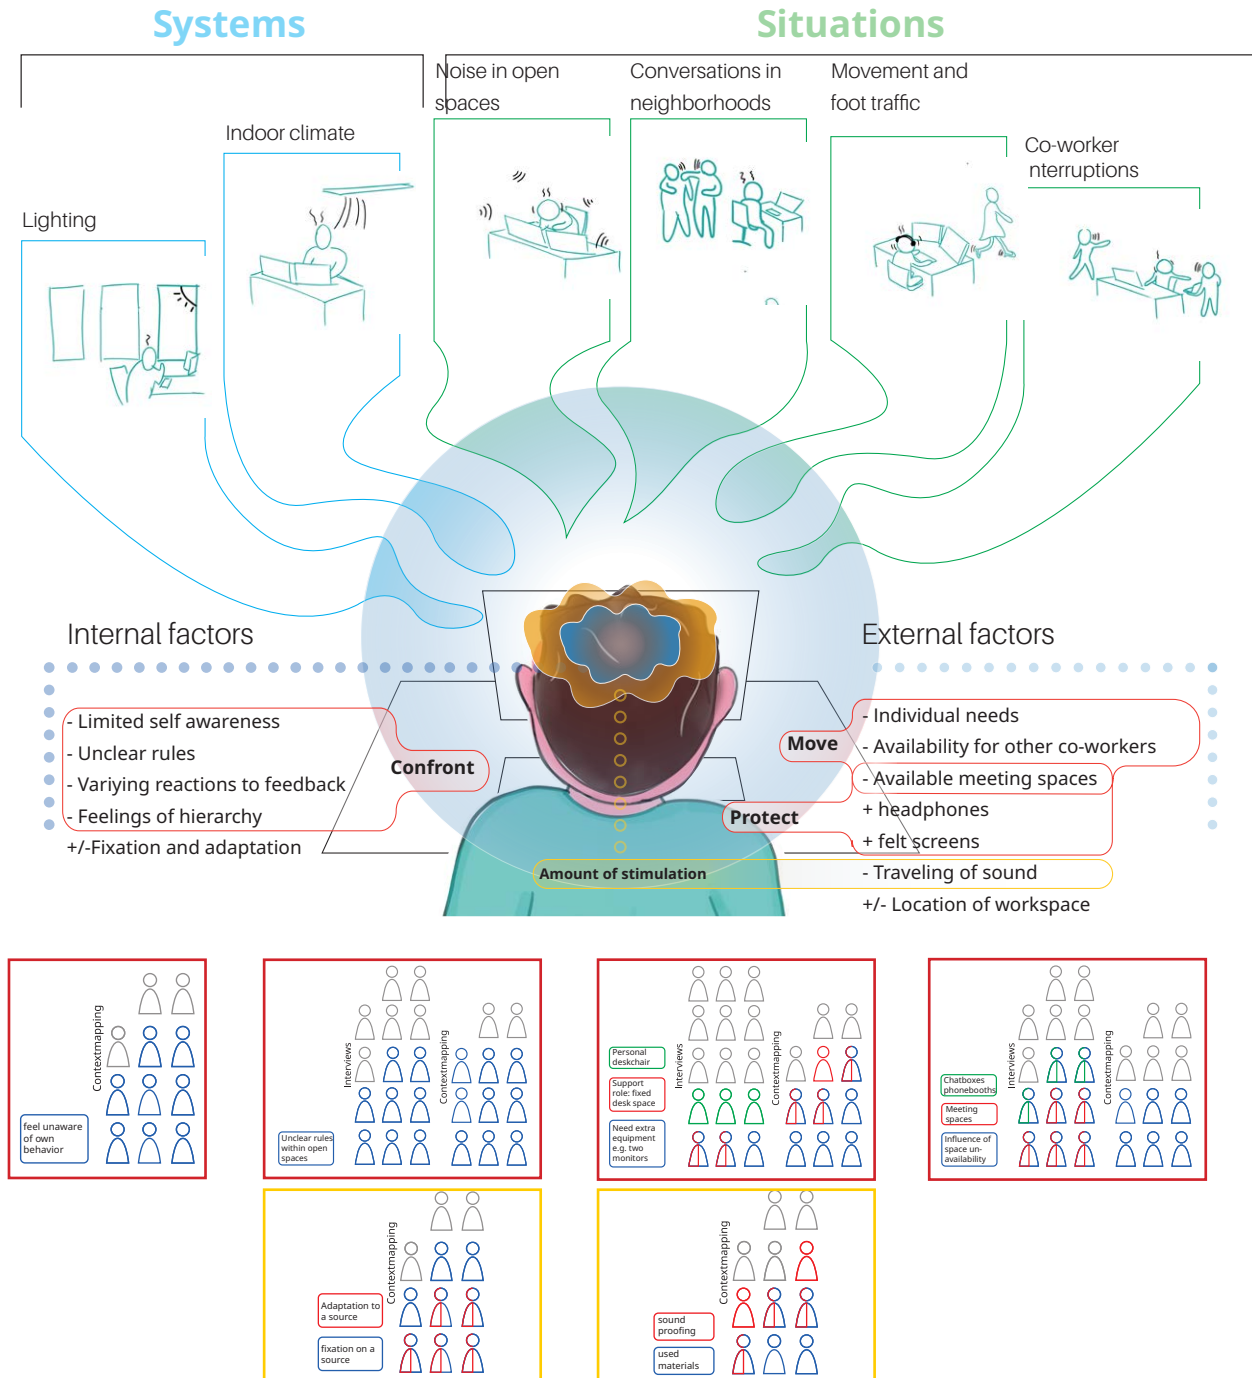 Systems
Situations
Noise in open
spaces
Conversations in
neighborhoods
Movement and
foot traffic
Indoor climate
Co-worker
nterruptions
Lighting
Internal factors
- Limited self awareness
- Unclear rules
- Variying reactions to feedback
- Feelings of hierarchy
+/-Fixation and adaptation
Confront
External factors
- Individual needs
- Availability for other co-workers
- Available meeting spaces
+ headphones
+ felt screens
- Traveling of sound
+/- Location of workspace
Move
Protect
Amount of stimulation
Contextmapping
feel unaware
of own
behavior
Interviews
Contextmapping
Unclear rules
within open
spaces
Interviews
Contextmapping
Personal
deskchair
Support
role: fixed
desk space
Need extra
equipment
e.g. two
monitors
Interviews
Contextmapping
Chatboxes
phonebooths
Meeting
spaces
Influence of
space un-
availability
Contextmapping
Adaptation to
a source
fixation on a
source
Contextmapping
sound
proofing
used
materials